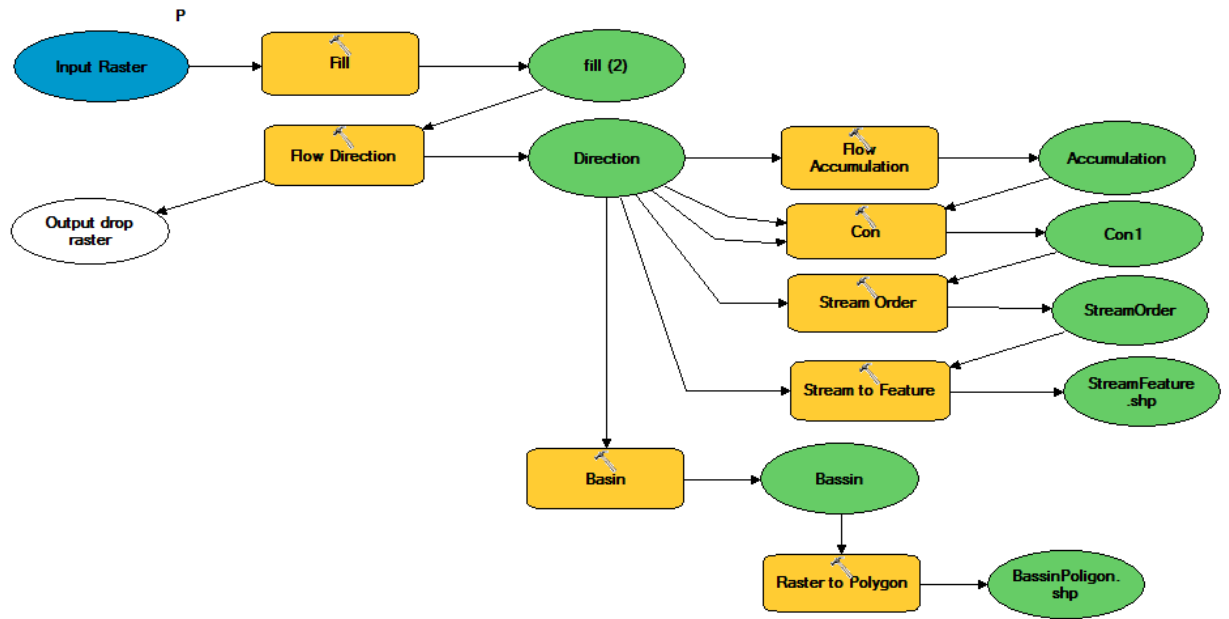 P
Input Raster
Fill
fill (2)
Flow Direction
Direction
Flow
Accumulation
Accumulation
Output drop
raster
Con
Con1
Stream Order
StreamOrder
Stream to Feature
StreamFeature
.shp
Basin
Bassin
Raster to Polygon
BassinPoligon.
shp